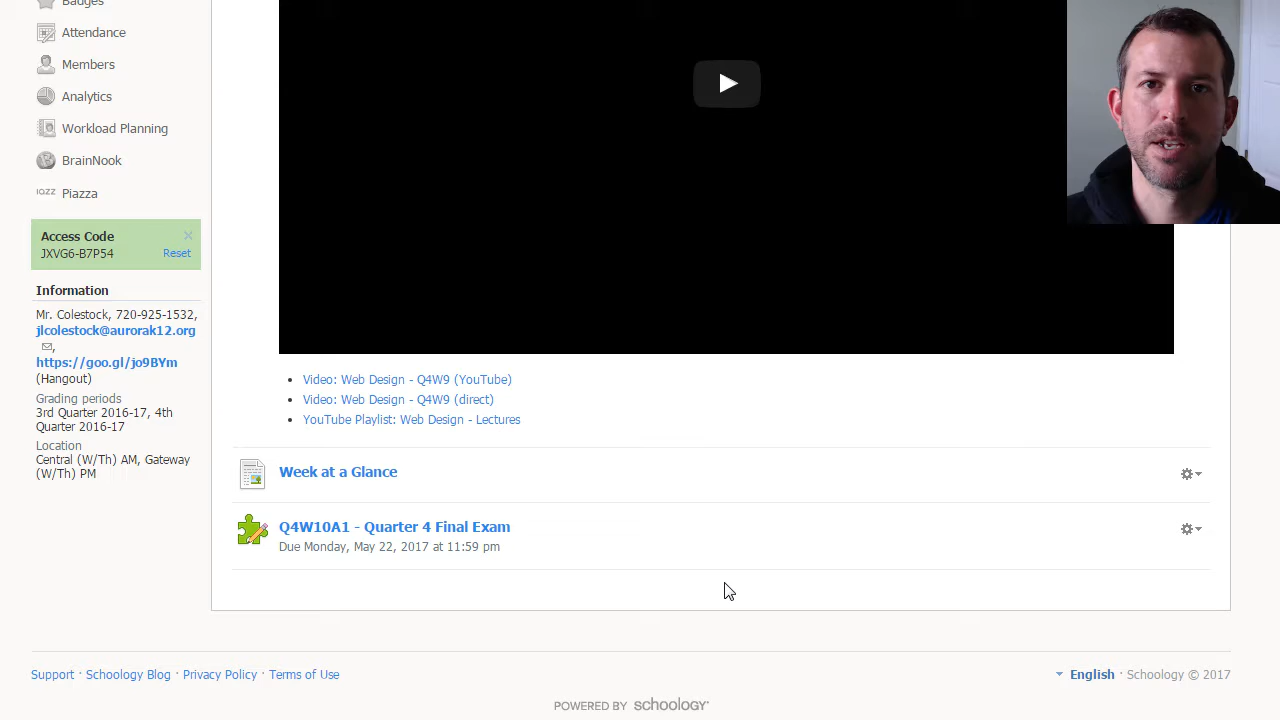 Badges
Attendance
Members
Analytics
Workload Planning
BrainNook
iazz Piazza
Access Code
JXVG6-B7P54 Reset
Information
Mr. Colestock, 720-925-1532,
jlcolestock@aurorak12.org
,
https://goo.gl/jo9BYm
(Hangout)
Grading periods
3rd Quarter 2016-17, 4th
Quarter 2016-17
Location
Central (W/Th) AM, Gateway
(W/Th) PM
Video: Web Design - Q4W9 (YouTube)
Video: Web Design - Q4W9 (direct)
YouTube Playlist: Web Design - Lectures
Week at a Glance
Q4W10A1 - Quarter 4 Final Exam
Due Monday, May 22, 2017 at 11:59 pm
Support · Schoology Blog · Privacy Policy · Terms of Use
English · Schoology © 2017
POWERED BY schoology®